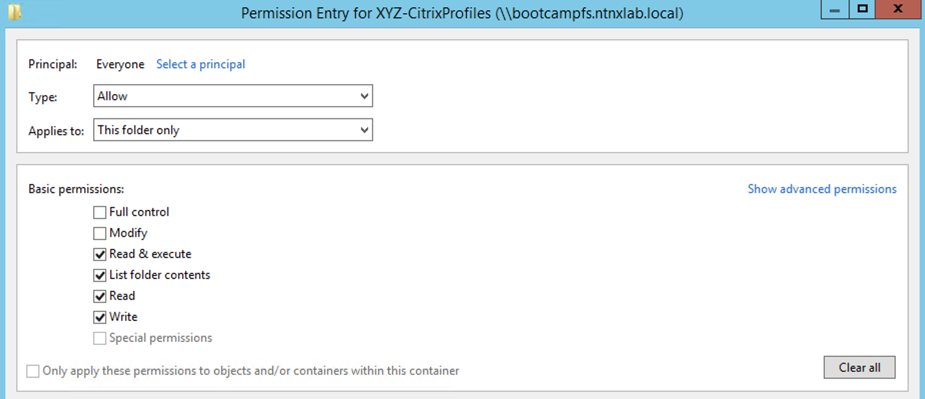 Permission Entry for XYZ-CitrixProfiles (\\bootcampfs.ntnxlab.local)
Principal: Everyone Select a principal
Type: Allow
Applies to: This folder only
Basic permissions: Show advanced permissions
Full control
Modify
Read & execute
List folder contents
Read
Write
Special permissions
Only apply these permissions to objects and/or containers within this container Clear all